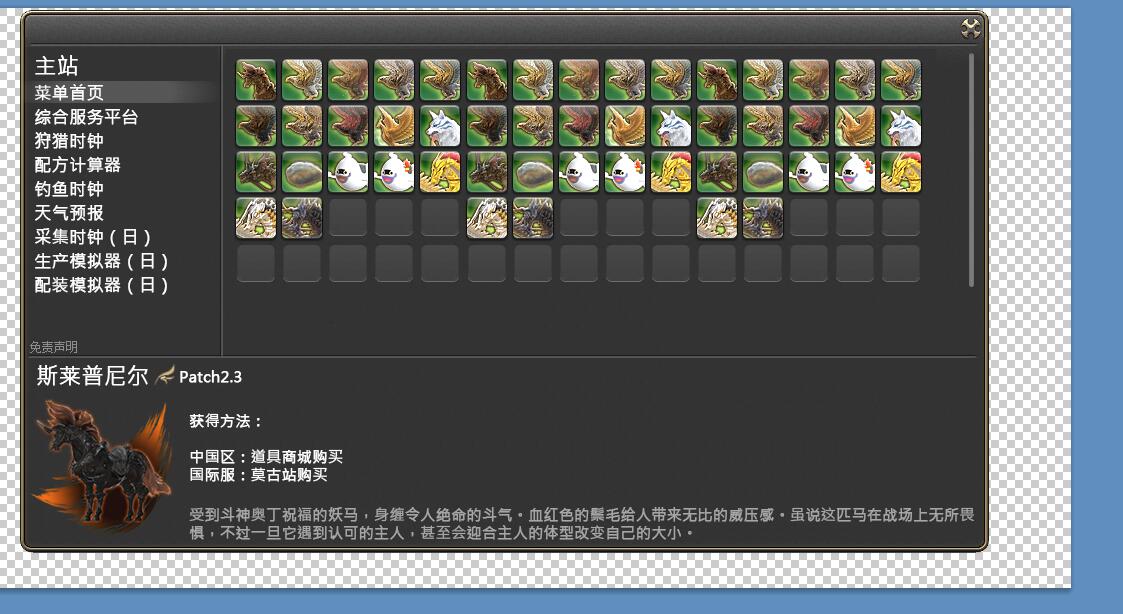 主站
菜单首页
综合服务平台
狩猎时钟
配方计算器
钓鱼时钟
天气预报
采集时钟（日）
生产模拟器（日）
配装模拟器（日）
免责声明
斯莱普尼尔 Patch2.3
获得方法：
中国区：道具商城购买
国际服：莫古站购买
受到斗神奥丁祝福的妖马，身缠令人绝命的斗气。血红色的鬃毛给人带来无比的威压感。虽说这匹马在战场上无所畏
惧，不过一旦它遇到认可的主人，甚至会迎合主人的体型改变自己的大小。